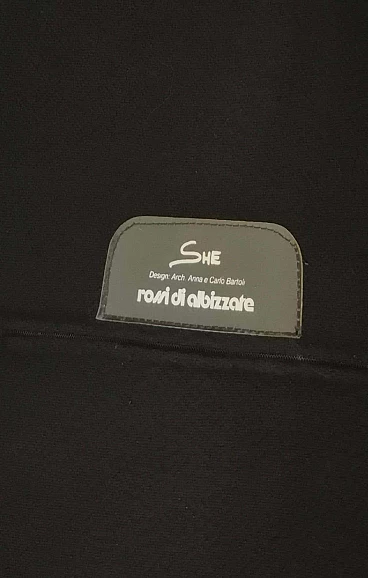 SHE
Design: Arch. Anna e Carlo Bartoli
rossi di albizzate